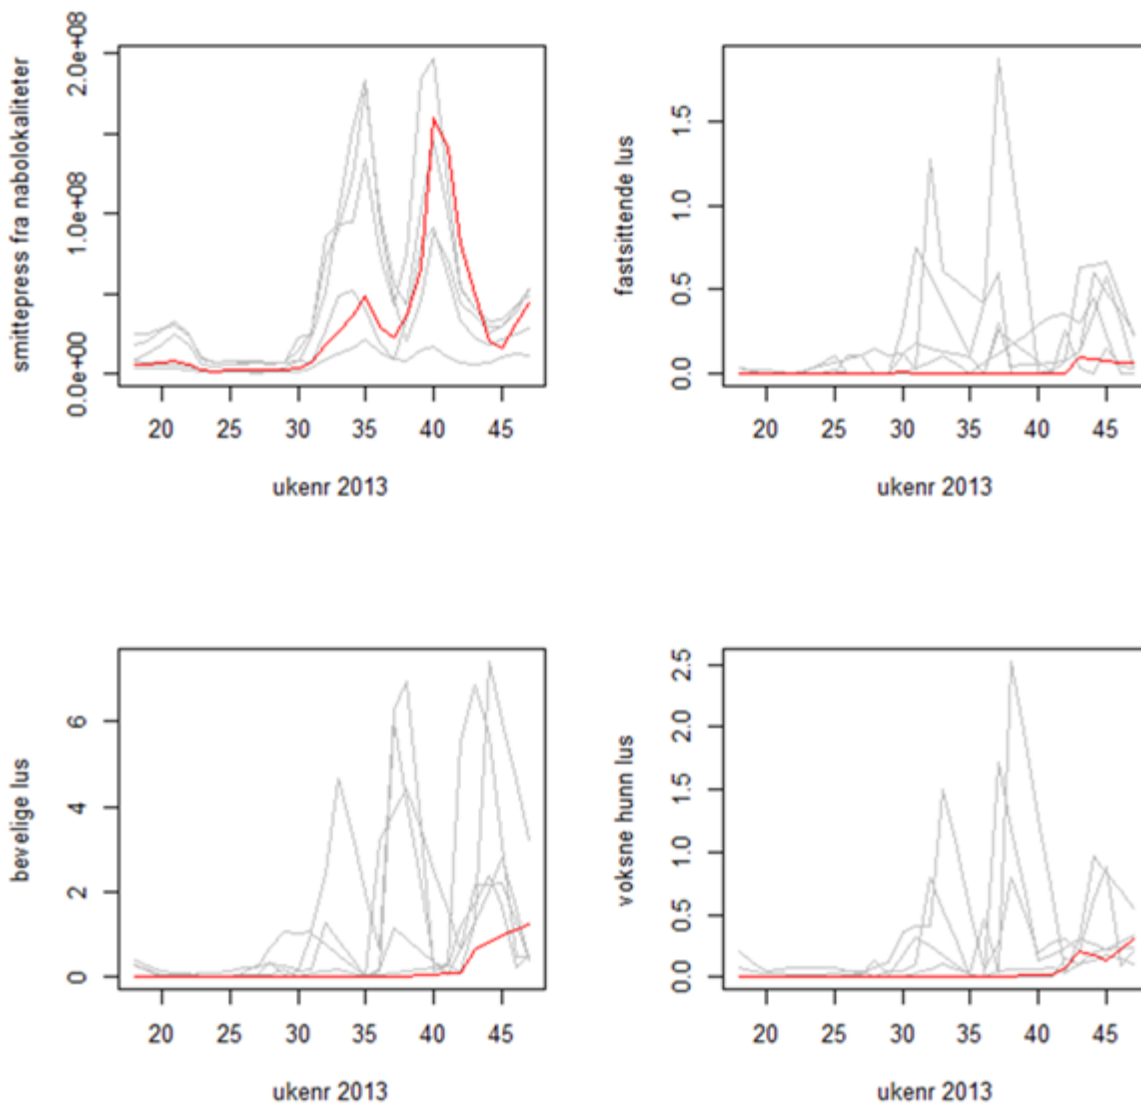 smittepress fra nabolokaliteter
2.0e+08
1.0e+08
0.0e+00
20 25 30 35 40 45
ukenr 2013
fastsittende lus
1.5
1.0
0.5
0.0
20 25 30 35 40 45
ukenr 2013
bevelige lus
6
4
2
0
20 25 30 35 40 45
ukenr 2013
voksne hunn lus
2.5
2.0
1.5
1.0
0.5
0.0
20 25 30 35 40 45
ukenr 2013